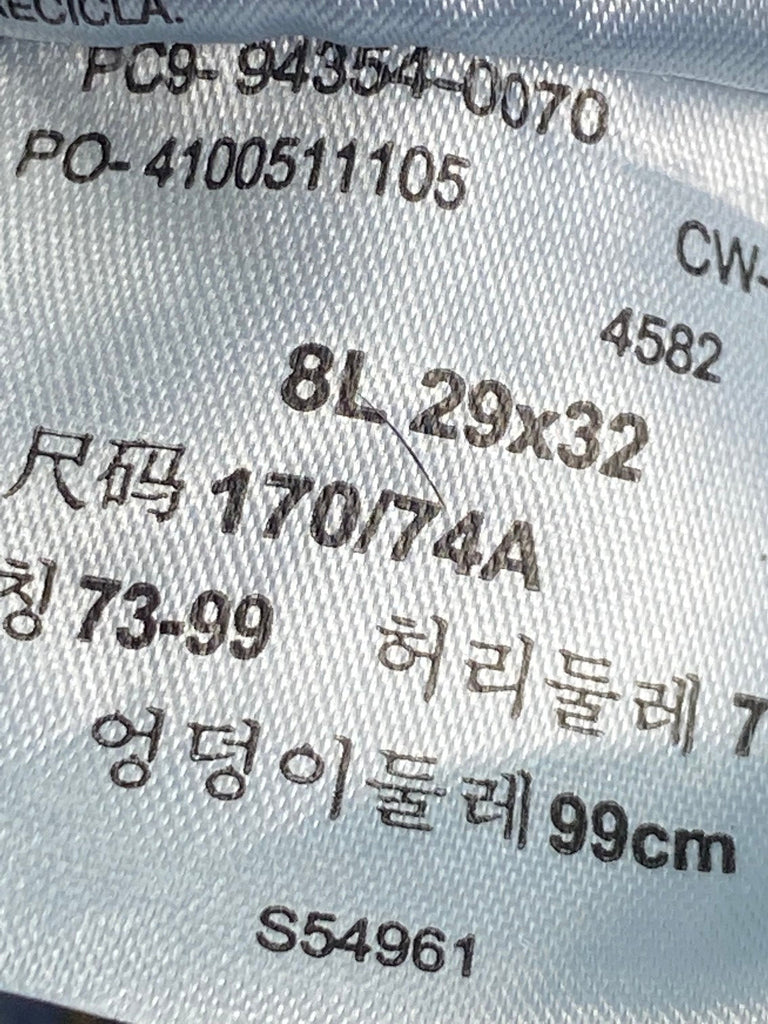 RECICLA.
PC9- 94354-0070
PO- 4100511105
CW-
4582
8L 29x32
尺码 170/74A
칭 73-99 허리둘레 7
엉덩이둘레 99cm
S54961